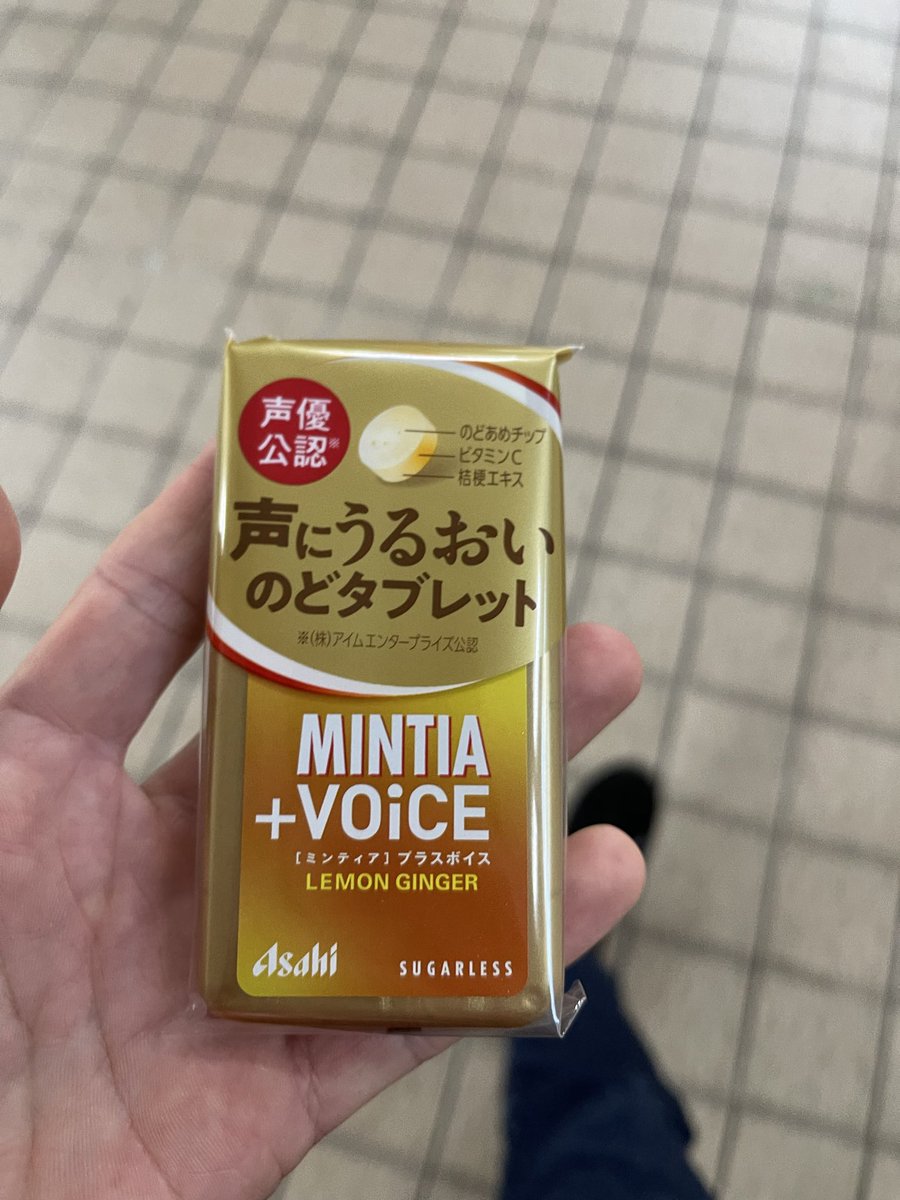 声優
公認※
のどあめチップ
ビタミンC
桔梗エキス
声にうるおい
のどタブレット
※(株)アイムエンタープライズ公認
MINTIA
+VOiCE
[ミンティア]プラスボイス
LEMON GINGER
Asahi
SUGARLESS